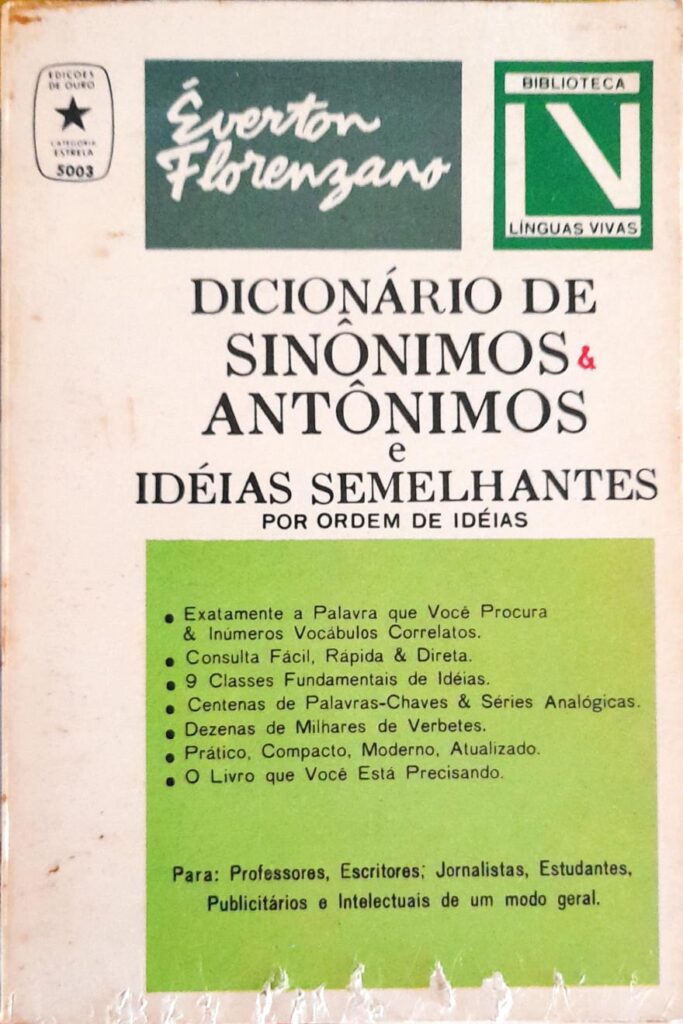 EDIÇÕES
DE OURO
CATEGORIA
ESTRELA
5003
Éverton
Florenzano
BIBLIOTECA
LV
LÍNGUAS VIVAS
DICIONÁRIO DE
SINÔNIMOS &
ANTÔNIMOS
e
IDÉIAS SEMELHANTES
POR ORDEM DE IDÉIAS
• Exatamente a Palavra que Você Procura
& Inúmeros Vocábulos Correlatos.
• Consulta Fácil, Rápida & Direta.
• 9 Classes Fundamentais de Idéias.
• Centenas de Palavras-Chaves & Séries Analógicas.
• Dezenas de Milhares de Verbetes.
• Prático, Compacto, Moderno, Atualizado.
• O Livro que Você Está Precisando.
Para: Professores, Escritores; Jornalistas, Estudantes,
Publicitários e Intelectuais de um modo geral.